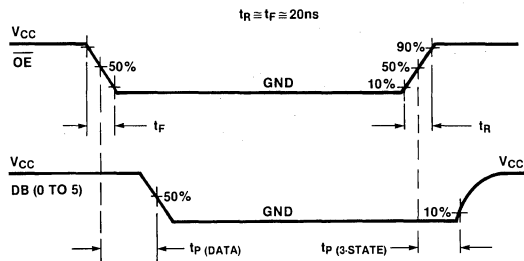 tR ≅ tF ≅ 20ns
VCC
OE
50%
GND
90%
50%
10%
tF
tR
VCC
DB (0 TO 5)
50%
GND
10%
VCC
tP (DATA)
tP (3-STATE)